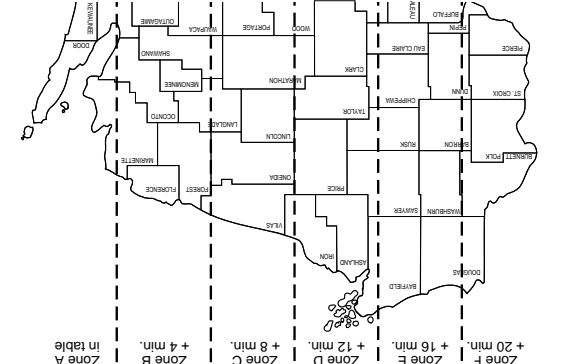 Zone F
+ 20 min.
Zone E
+ 16 min.
Zone D
+ 12 min.
Zone C
+ 8 min.
Zone B
+ 4 min.
Zone A
in table
DOUGLAS
BAYFIELD
ASHLAND
IRON
VILAS
WASHBURN
SAWYER
BURNETT
POLK
BARRON
RUSK
PRICE
ONEIDA
FOREST
FLORENCE
MARINETTE
LINCOLN
LANGLADE
OCONTO
CHIPPEWA
TAYLOR
ST. CROIX
DUNN
CLARK
MARATHON
MENOMINEE
PIERCE
EAU CLAIRE
SHAWANO
DOOR
PEPIN
BUFFALO
WOOD
PORTAGE
WAUPACA
OUTAGAMIE
KEWAUNEE